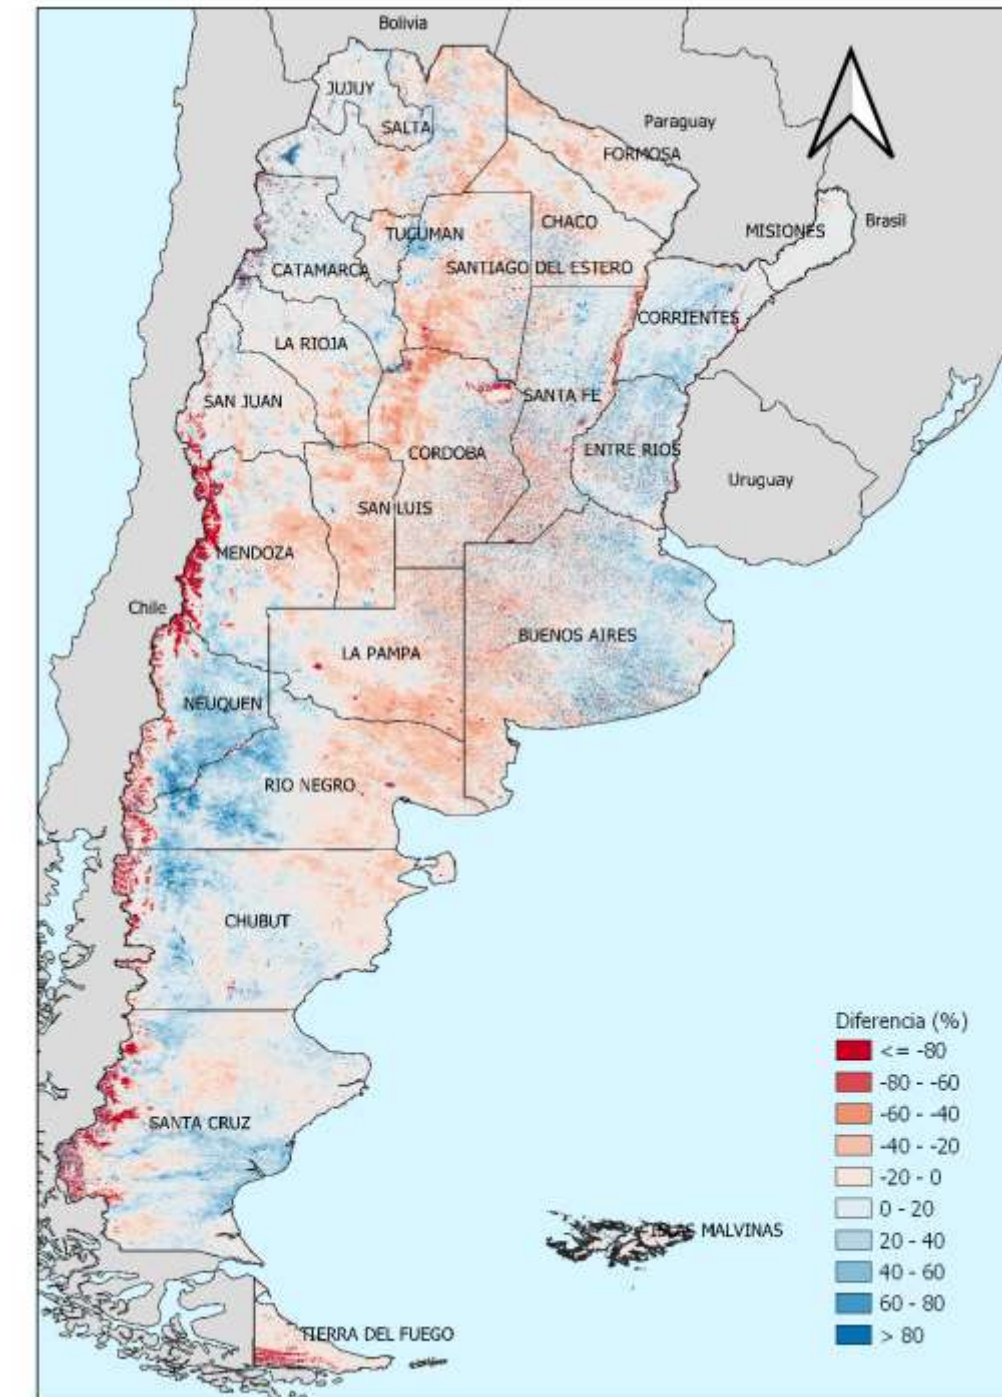 Bolivia
JUJUY
SALTA
Paraguay
FORMOSA
CHACO
TUCUMAN
MISIONES
Brasil
CATAMARCA
SANTIAGO DEL ESTERO
CORRIENTES
LA RIOJA
SAN JUAN
SANTA FE
CORDOBA
ENTRE RIOS
Uruguay
SAN LUIS
MENDOZA
Chile
BUENOS AIRES
LA PAMPA
NEUQUEN
RIO NEGRO
CHUBUT
Diferencia (%)
<= -80
-80 - -60
-60 - -40
-40 - -20
-20 - 0
0 - 20
20 - 40
40 - 60
60 - 80
> 80
SANTA CRUZ
ISLAS MALVINAS
TIERRA DEL FUEGO